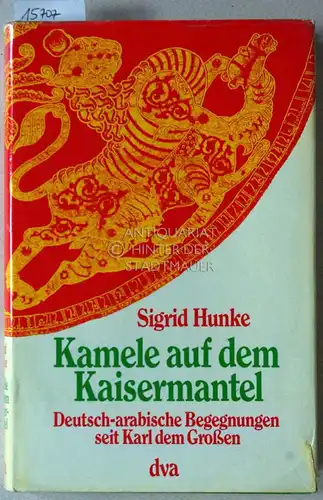 15707
ANTIQUARIAT
HINTER DER
STADTMAUER
Sigrid Hunke
Kamele auf dem
Kaisermantel
Deutsch-arabische Begegnungen
seit Karl dem Großen
dva